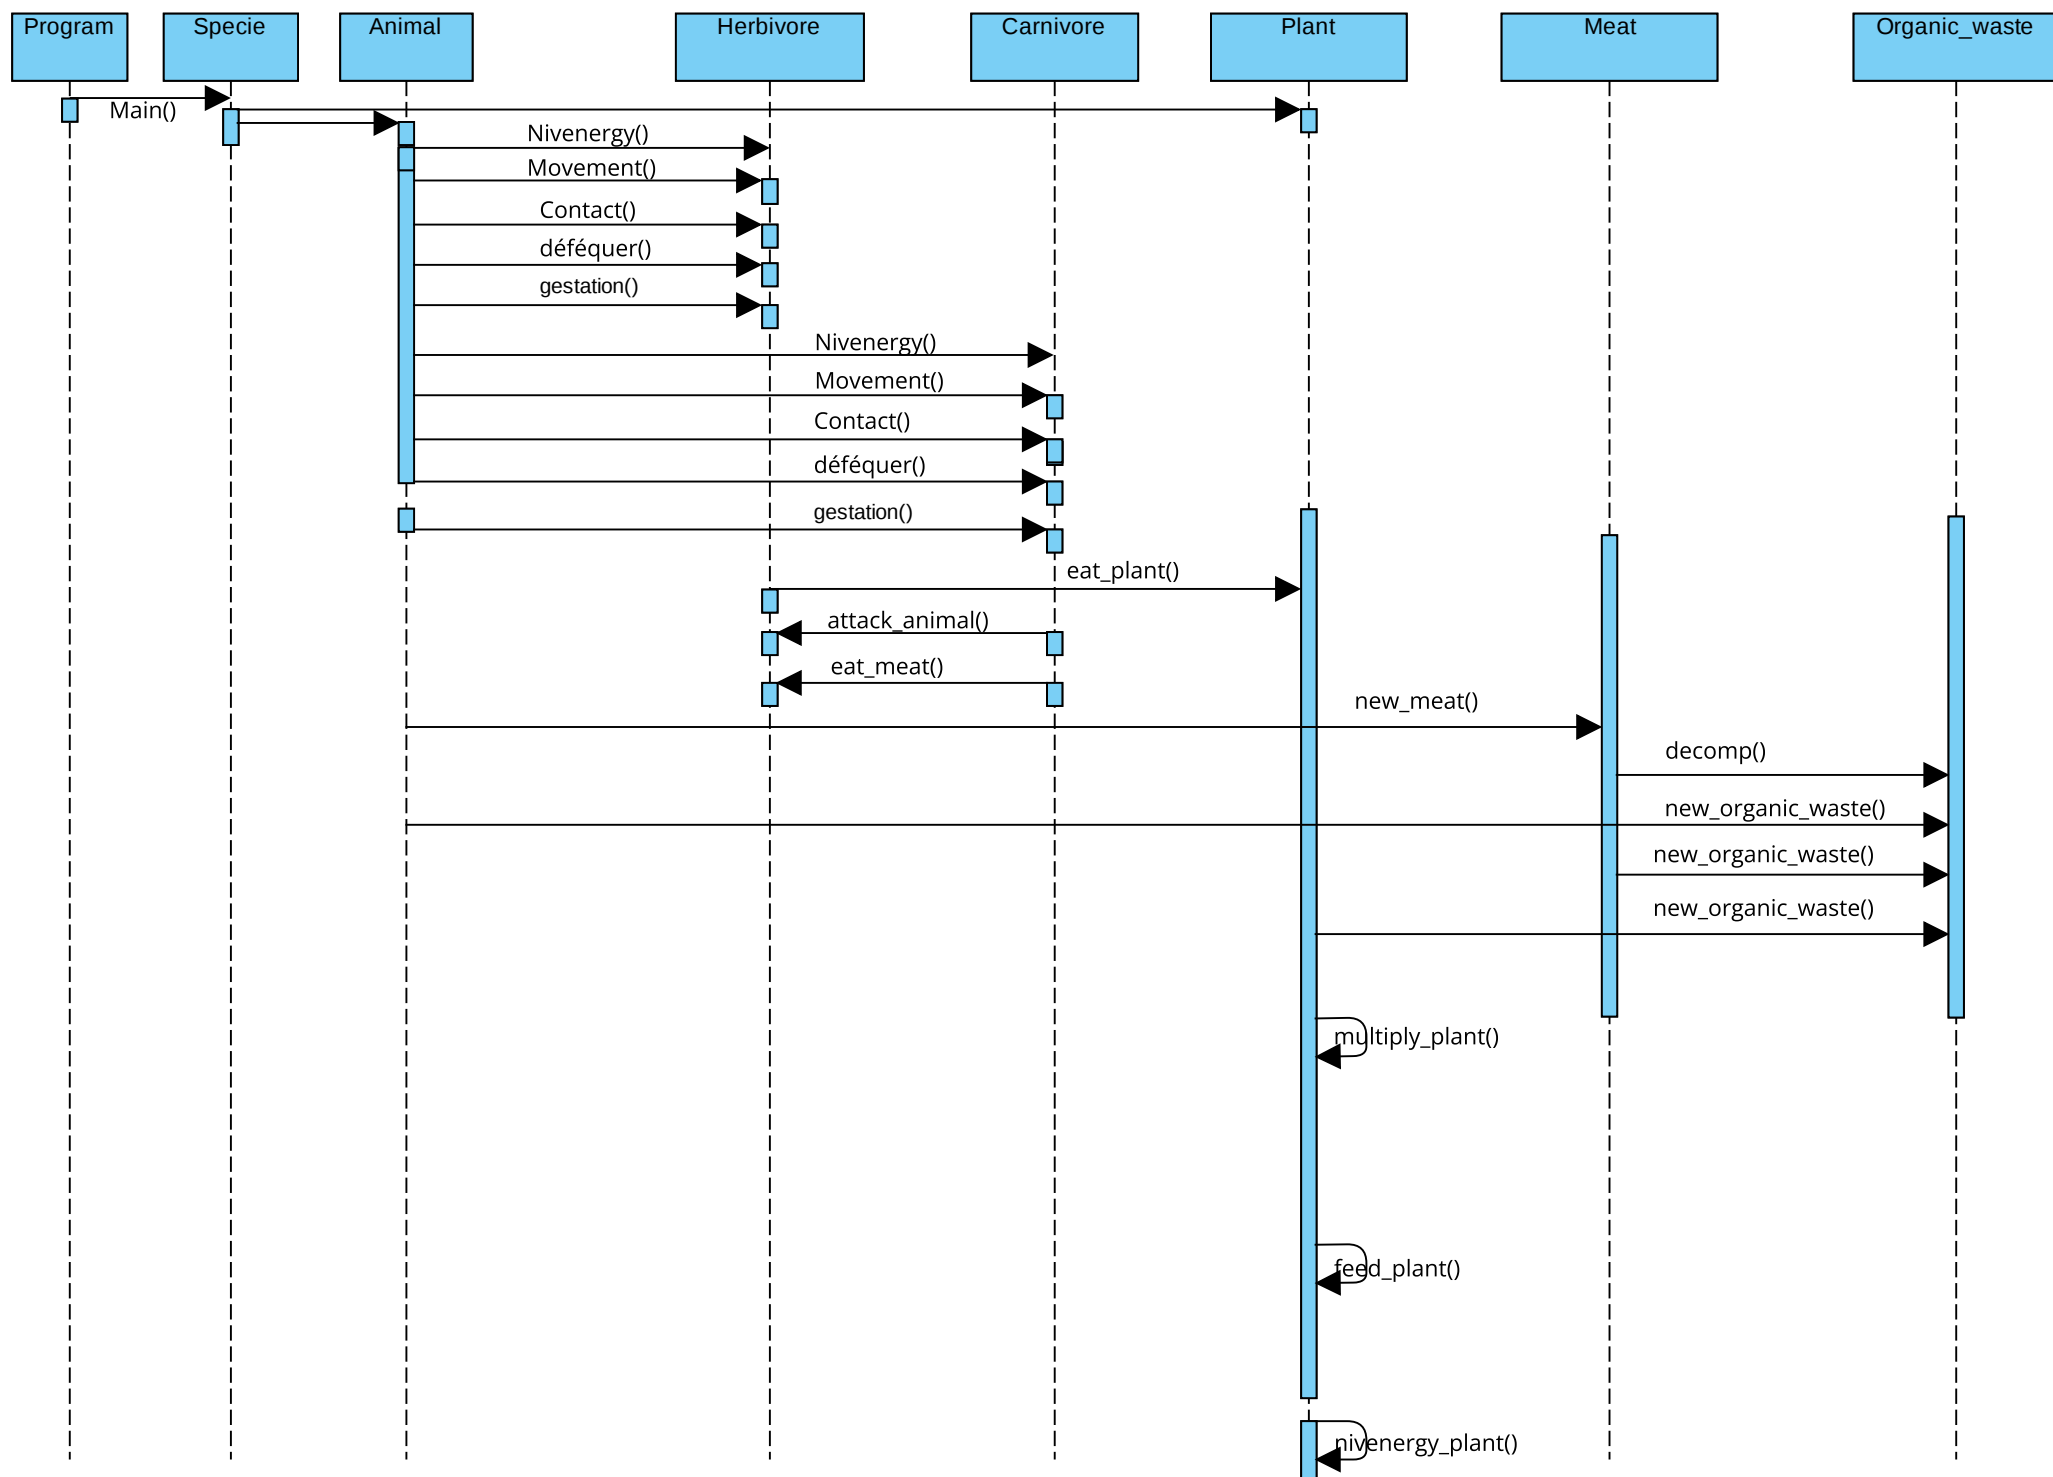 Program
Specie
Animal
Herbivore
Carnivore
Plant
Meat
Organic_waste
Main()
Nivenergy()
Movement()
Contact()
déféquer()
gestation()
Nivenergy()
Movement()
Contact()
déféquer()
gestation()
eat_plant()
attack_animal()
eat_meat()
new_meat()
decomp()
new_organic_waste()
new_organic_waste()
new_organic_waste()
multiply_plant()
feed_plant()
nivenergy_plant()